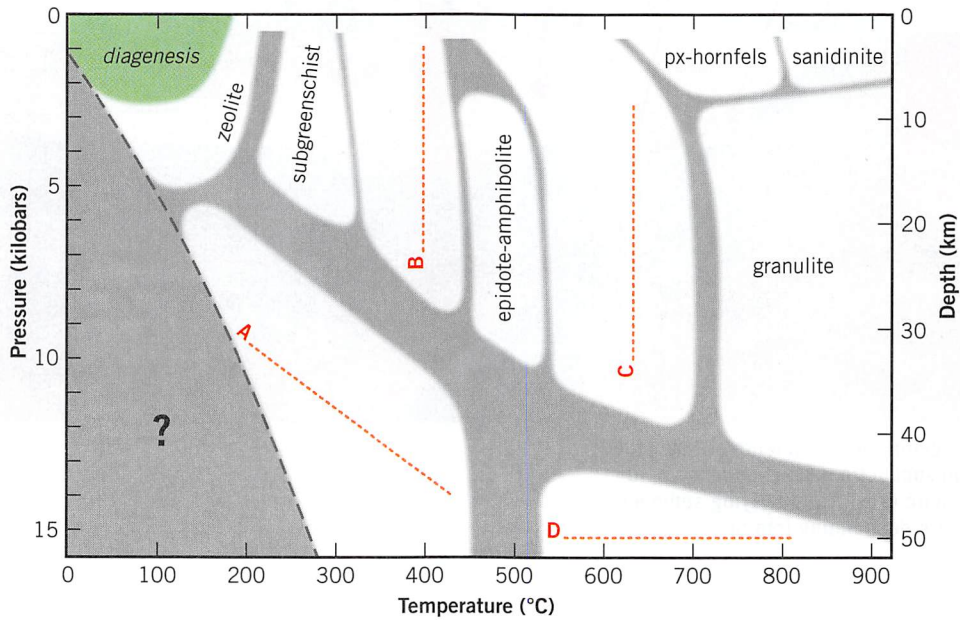 0
0
diagenesis
zeolite
subgreenschist
px-hornfels
sanidinite
10
5
epidote-amphibolite
20
B
granulite
A
30
10
C
?
40
15
D
50
0
100
200
300
400
500
600
700
800
900
Temperature (°C)
Pressure (kilobars)
Depth (km)